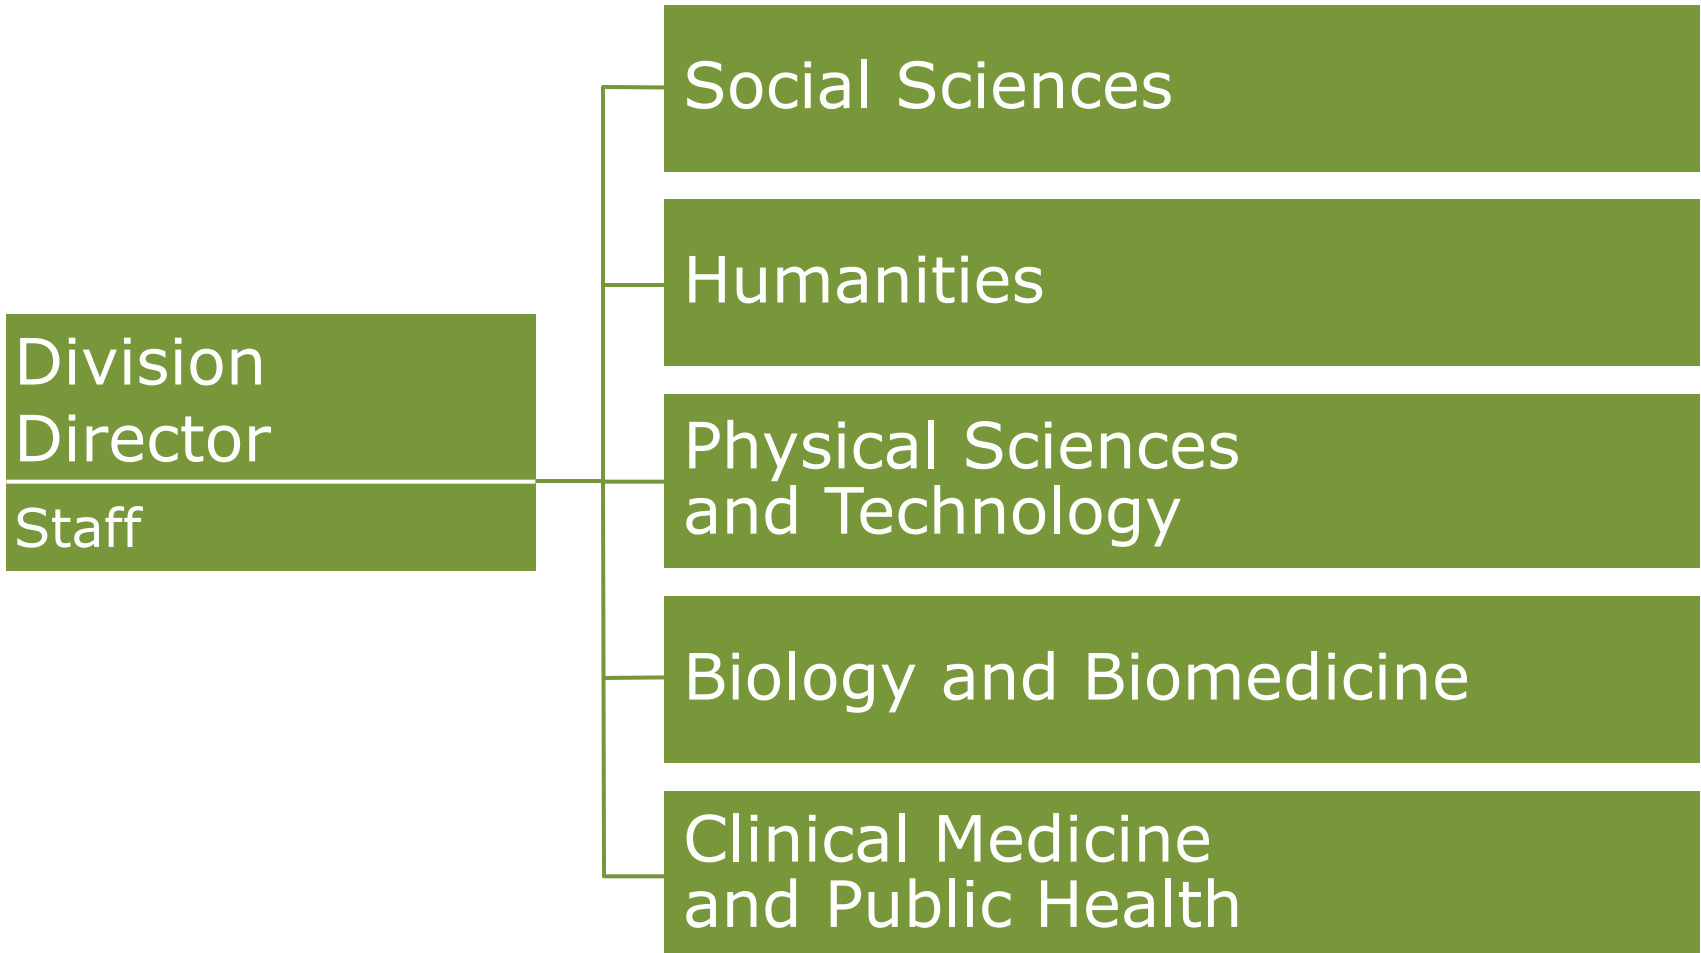 Division
Director
Staff
Social Sciences
Humanities
Physical Sciences
and Technology
Biology and Biomedicine
Clinical Medicine
and Public Health